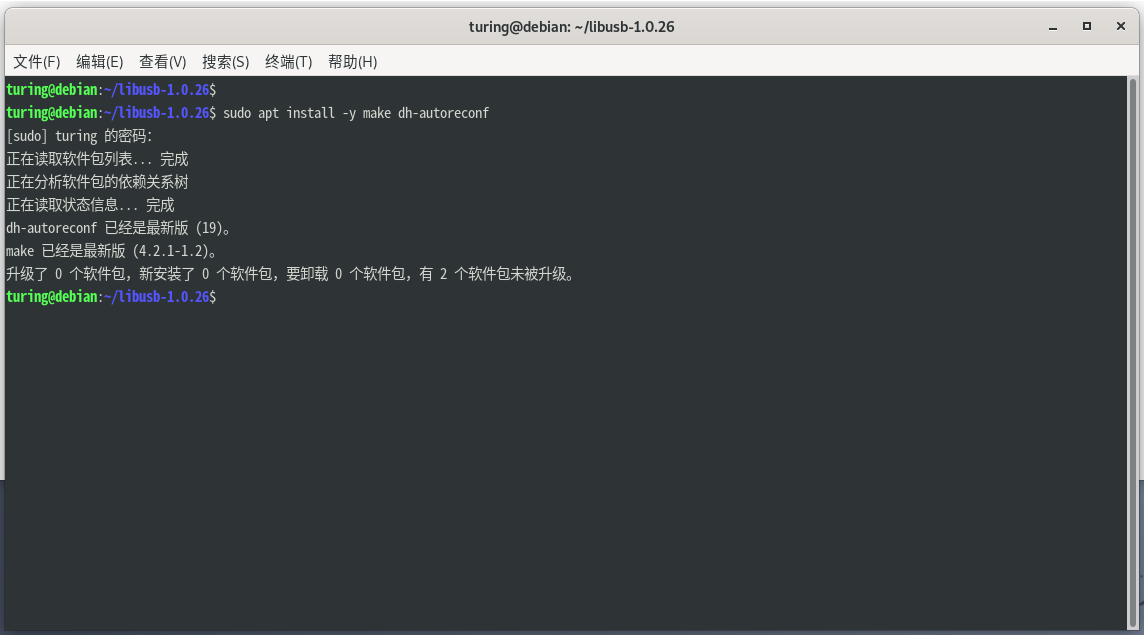 turing@debian: ~/libusb-1.0.26
文件(F) 编辑(E) 查看(V) 搜索(S) 终端(T) 帮助(H)
turing@debian:~/libusb-1.0.26$
turing@debian:~/libusb-1.0.26$ sudo apt install -y make dh-autoreconf
[sudo] turing 的密码：
正在读取软件包列表... 完成
正在分析软件包的依赖关系树
正在读取状态信息... 完成
dh-autoreconf 已经是最新版 (19)。
make 已经是最新版 (4.2.1-1.2)。
升级了 0 个软件包，新安装了 0 个软件包，要卸载 0 个软件包，有 2 个软件包未被升级。
turing@debian:~/libusb-1.0.26$